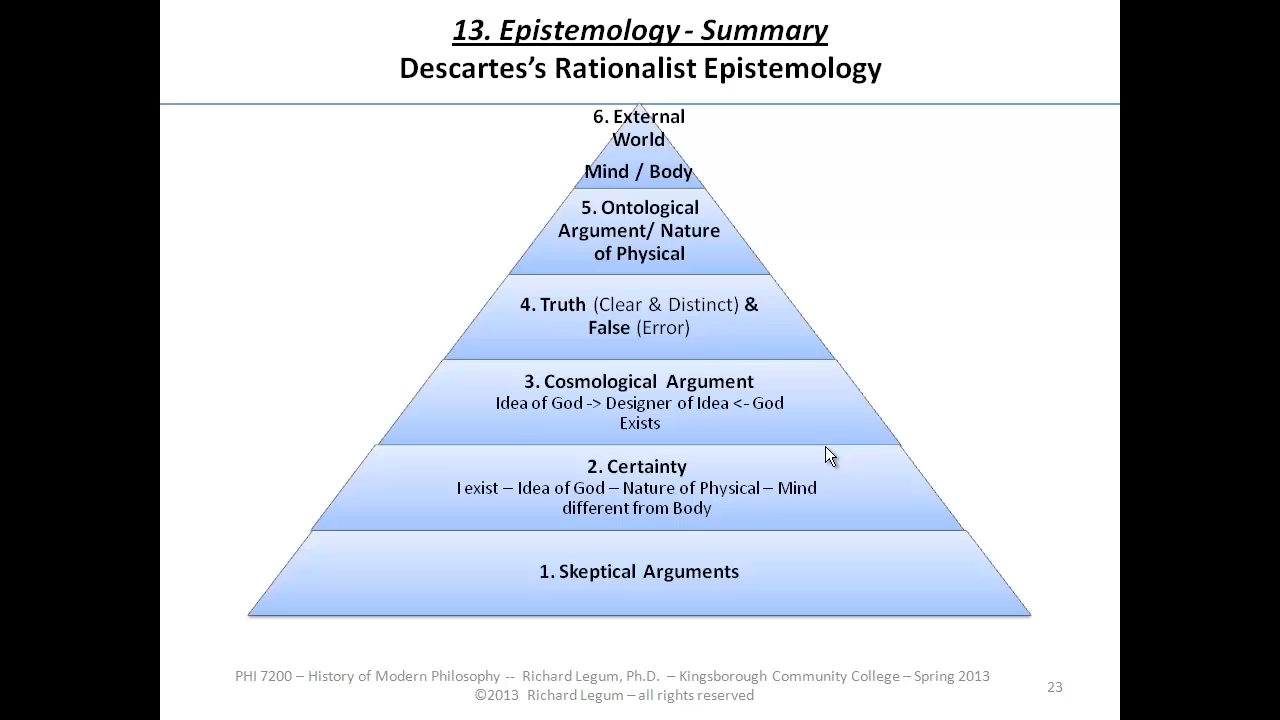 13. Epistemology - Summary
Descartes's Rationalist Epistemology
6. External
World
Mind / Body
5. Ontological
Argument/ Nature
of Physical
4. Truth (Clear & Distinct) &
False (Error)
3. Cosmological Argument
Idea of God -> Designer of Idea <- God
Exists
2. Certainty
I exist – Idea of God – Nature of Physical – Mind
different from Body
1. Skeptical Arguments
PHI 7200 – History of Modern Philosophy -- Richard Legum, Ph.D. – Kingsborough Community College – Spring 2013
©2013 Richard Legum – all rights reserved
23